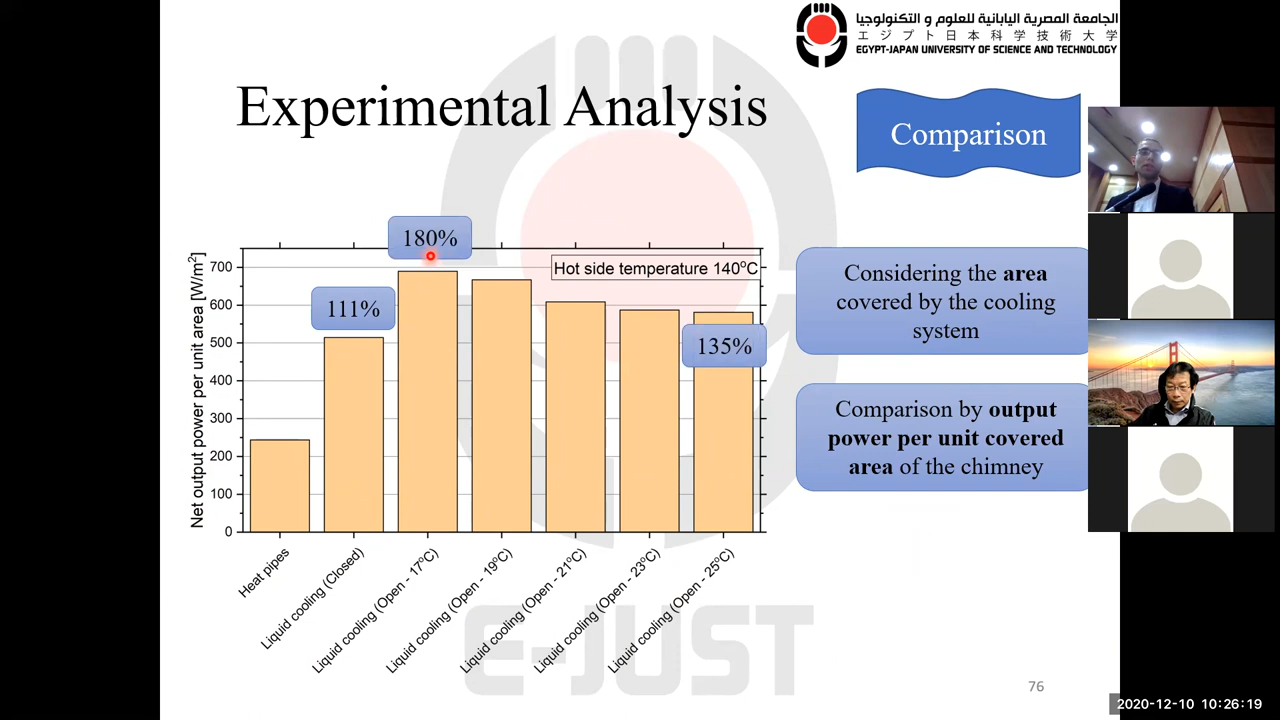 الجامعة المصرية اليابانية للعلوم و التكنولوجيا
エジプト日本科学技術大学
EGYPT-JAPAN UNIVERSITY OF SCIENCE AND TECHNOLOGY
Experimental Analysis
Comparison
180%
111%
135%
Hot side temperature 140ºC
Net output power per unit area [W/m²]
700
600
500
400
300
200
100
0
Heat pipes
Liquid cooling (Closed)
Liquid cooling (Open - 17ºC)
Liquid cooling (Open - 19ºC)
Liquid cooling (Open - 21ºC)
Liquid cooling (Open - 23ºC)
Liquid cooling (Open - 25ºC)
Considering the area
covered by the cooling
system
Comparison by output
power per unit covered
area of the chimney
E-JUST
76
2020-12-10 10:26:19